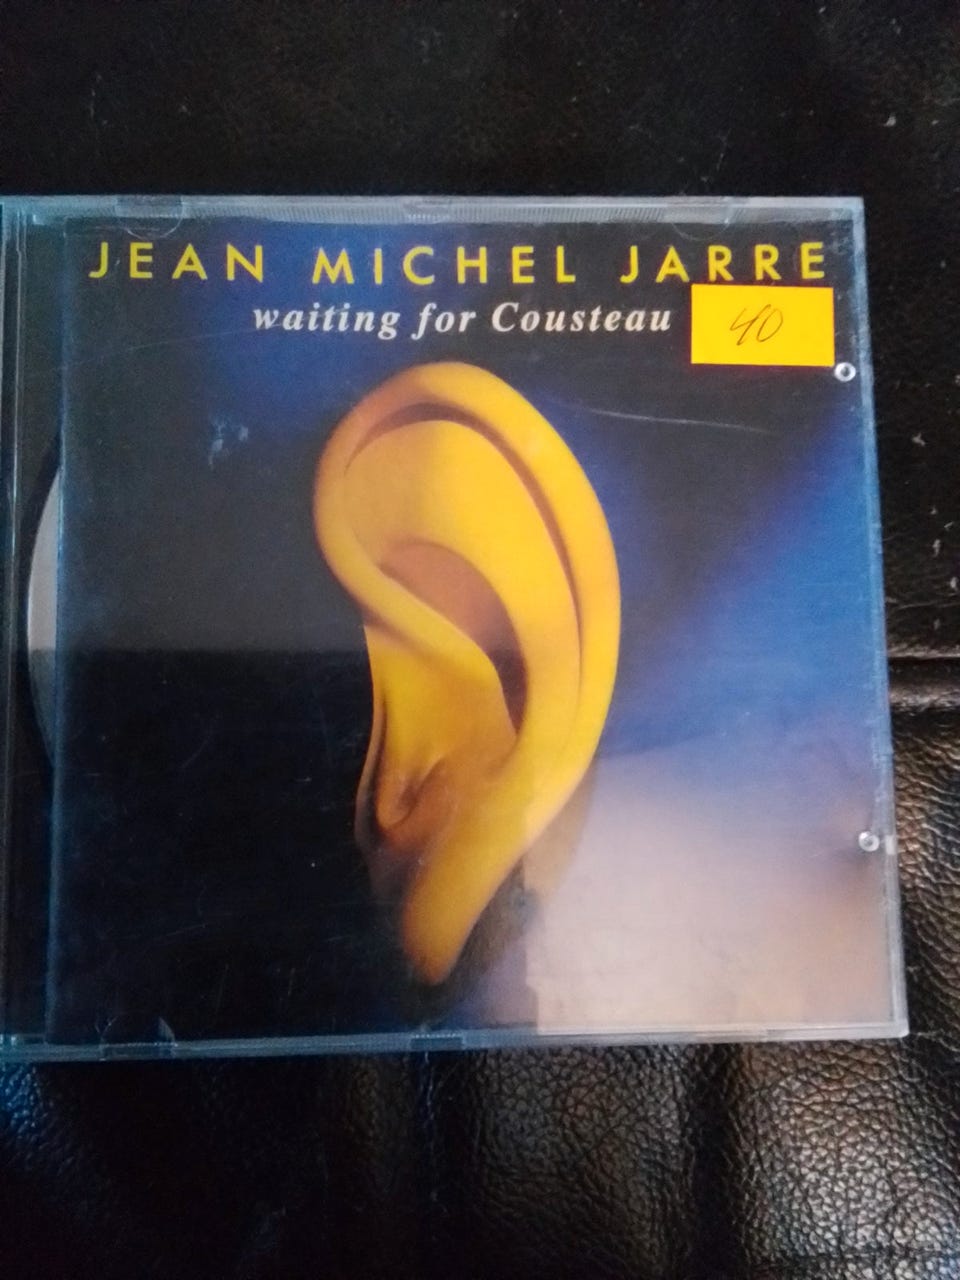 JEAN MICHEL JARRE
waiting for Cousteau
40